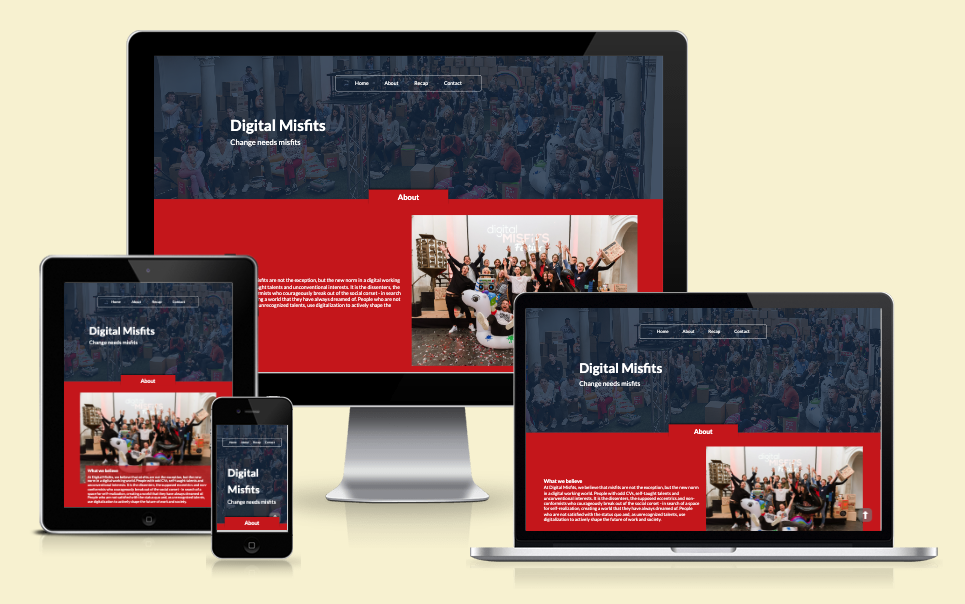 Home About Recap Contact
Digital Misfits
Change needs misfits
About
digital
MISFITS
isfits are not the exception, but the new norm in a digital working
ught talents and unconventional interests. It is the dissenters, the
rmists who courageously break out of the social corset - in search
ng a world that they have always dreamed of. People who are not
unrecognized talents, use digitalization to actively shape the
Home About Recap Contact
Digital Misfits
Change needs misfits
About
What we believe
Home About Recap Contact
Digital
Misfits
Change needs misfits
About
Home About Recap Contact
Digital Misfits
Change needs misfits
About
What we believe
At Digital Misfits, we believe that misfits are not the exception, but the new norm
in a digital working world. People with odd CVs, self-taught talents and
unconventional interests. It is the dissenters, the supposed eccentrics and non-
conformists who courageously break out of the social corset - in search of a space
for self-realization, creating a world that they have always dreamed of. People
who are not satisfied with the status quo and, as unrecognized talents, use
digitalization to actively shape the future of work and society.